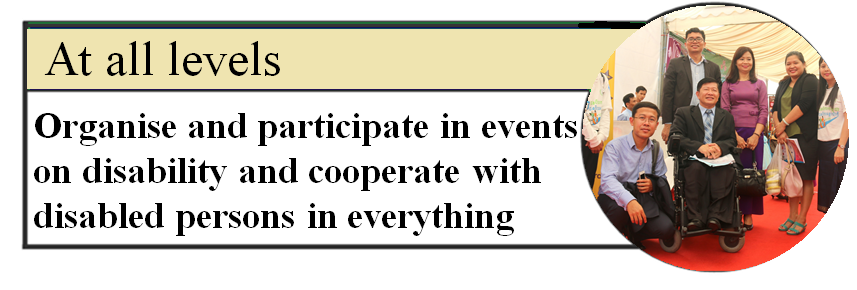 At all levels
Organise and participate in events
on disability and cooperate with
disabled persons in everything